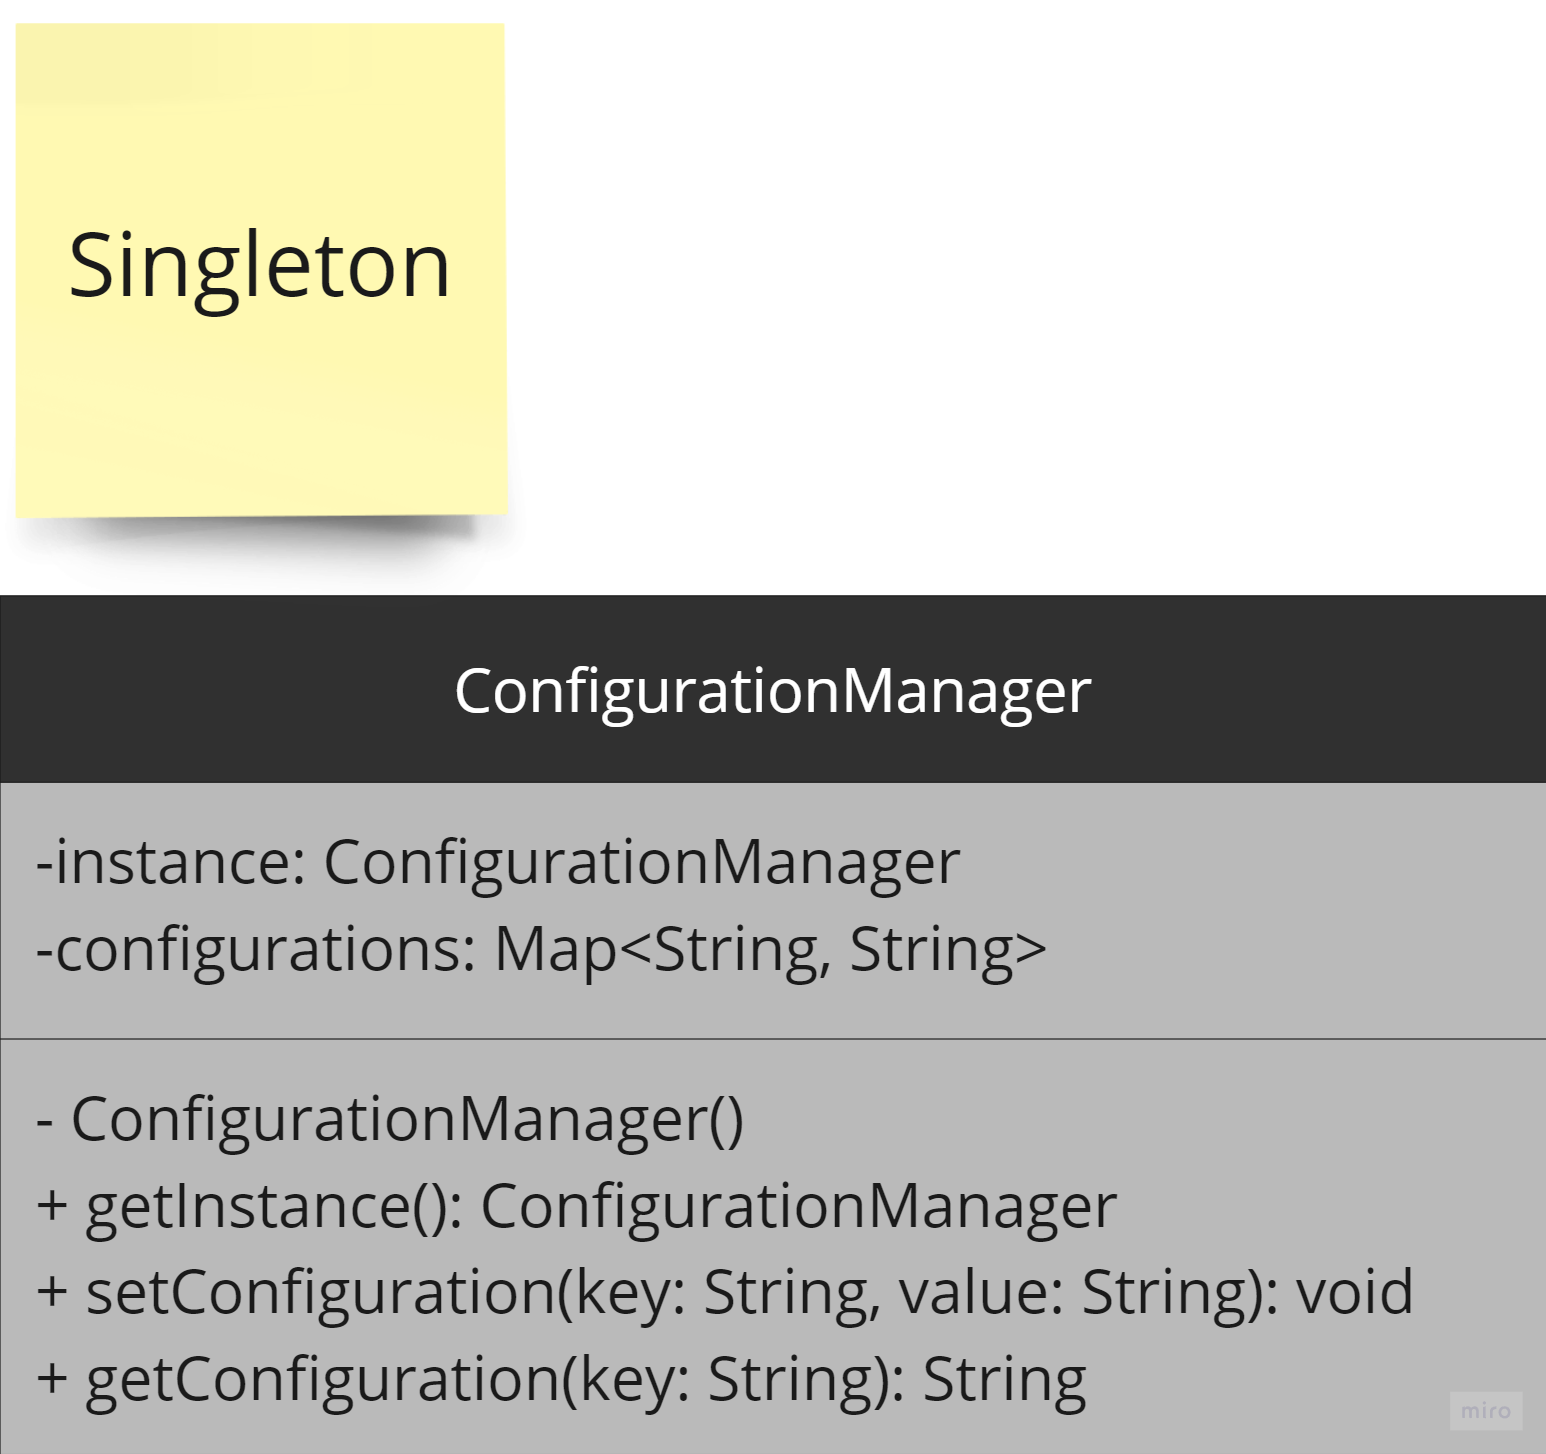 Singleton
ConfigurationManager
-instance: ConfigurationManager
-configurations: Map<String, String>
- ConfigurationManager()
+ getInstance(): ConfigurationManager
+ setConfiguration(key: String, value: String): void
+ getConfiguration(key: String): String
miro